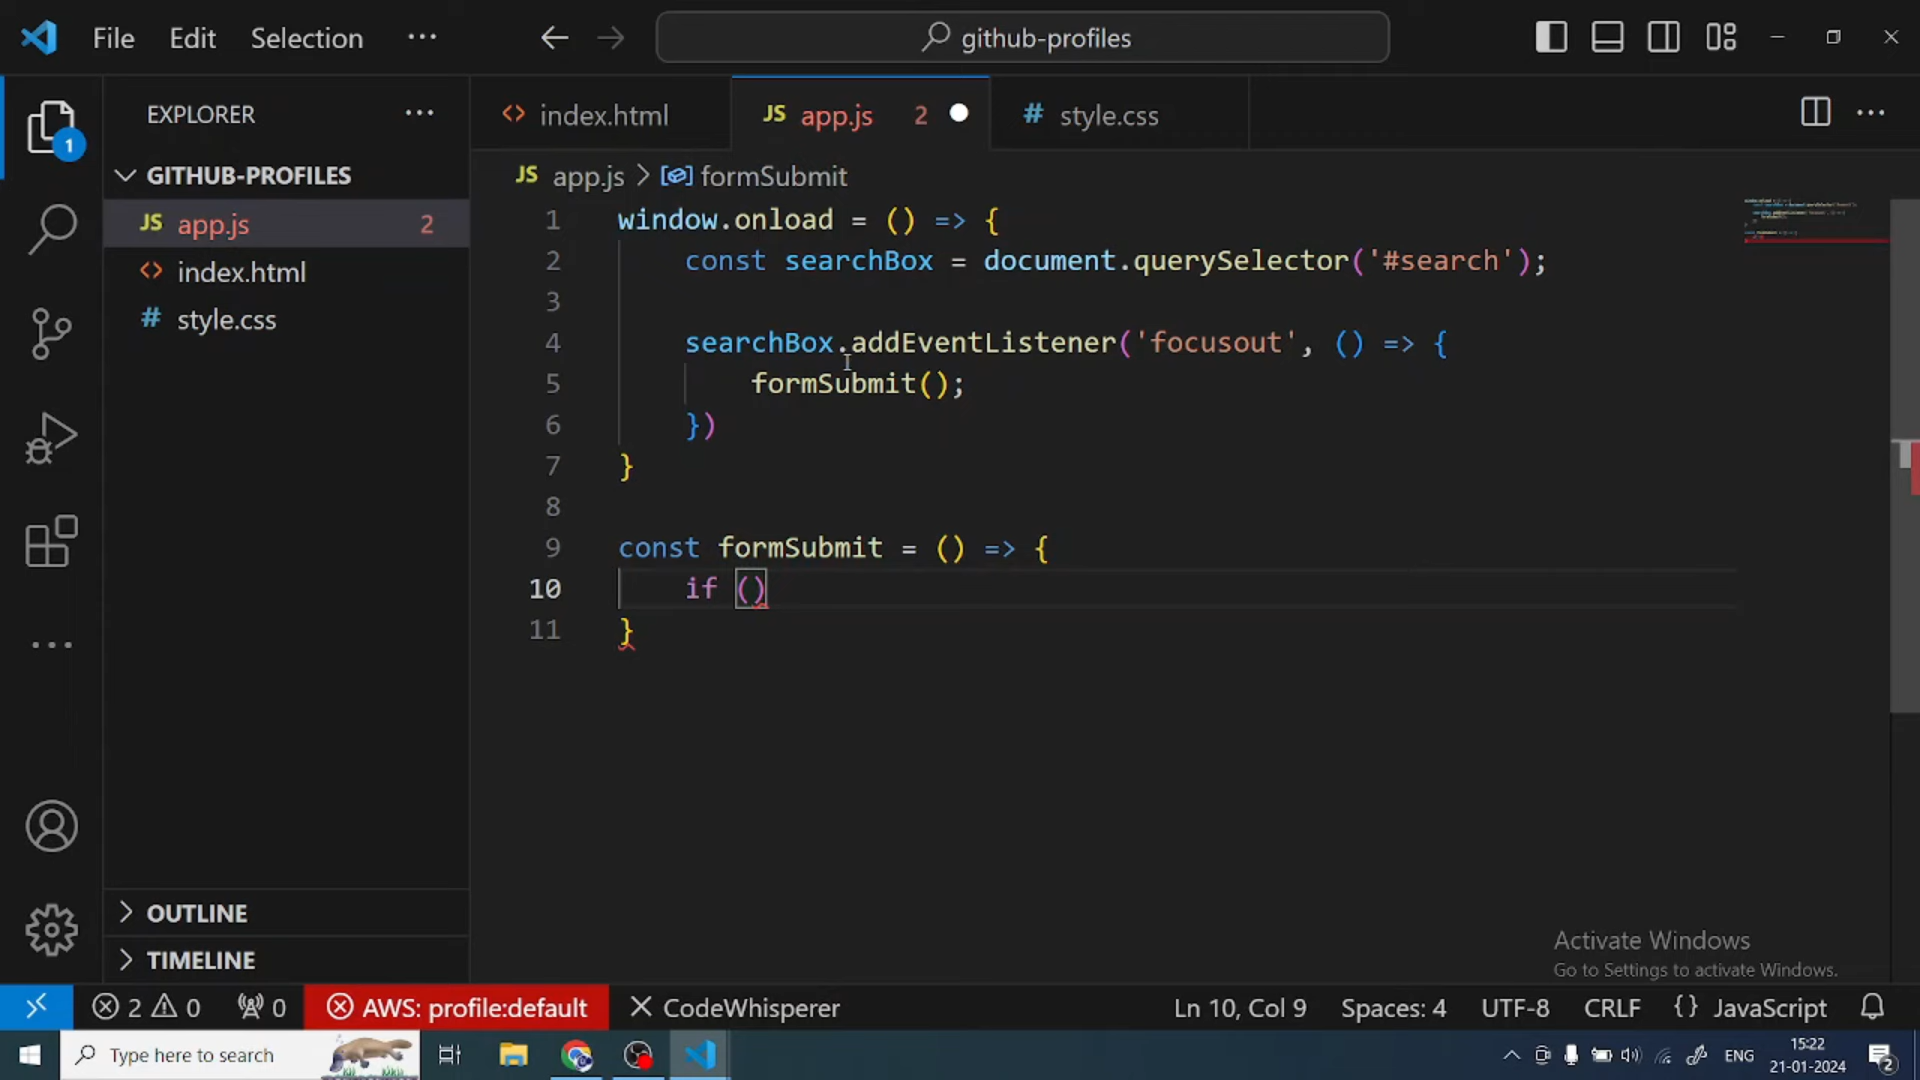 File Edit Selection ··· github-profiles
EXPLORER ···
index.html
JS app.js 2
# style.css
1
GITHUB-PROFILES
JS app.js 2
index.html
# style.css
JS app.js > formSubmit
1 window.onload = () => {
2 const searchBox = document.querySelector('#search');
3
4 searchBox.addEventListener('focusout', () => {
5 formSubmit();
6 })
7 }
8
9 const formSubmit = () => {
10 if ()
11 }
OUTLINE
TIMELINE
Activate Windows
Go to Settings to activate Windows.
2 0 0 AWS: profile:default CodeWhisperer Ln 10, Col 9 Spaces: 4 UTF-8 CRLF {} JavaScript
Type here to search
ENG
15:22
21-01-2024
2